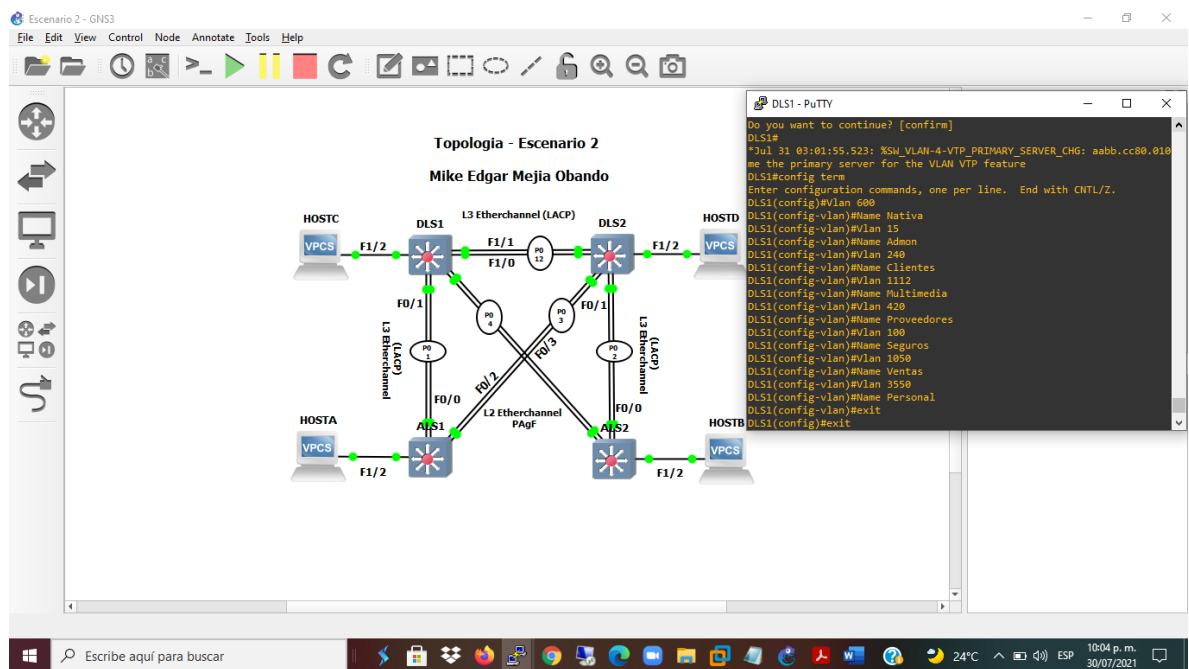 Escenario 2 - GNS3
File Edit View Control Node Annotate Tools Help
Topologia - Escenario 2
Mike Edgar Mejia Obando
HOSTC
DLS1
L3 Etherchannel (LACP)
DLS2
HOSTD
VPCS
F1/2
F1/1
F1/0
PO 12
F1/2
VPCS
F0/1
PO 4
PO 3
F0/1
L3 Etherchannel (LACP)
PO 1
F0/3
PO 2
L3 Etherchannel (LACP)
F0/2
F0/0
L2 Etherchannel
PAgF
F0/0
HOSTA
ALS1
ALS2
HOSTB
VPCS
F1/2
F1/2
VPCS
DLS1 - PuTTY
Do you want to continue? [confirm]
DLS1#
*Jul 31 03:01:55.523: %SW_VLAN-4-VTP_PRIMARY_SERVER_CHG: aabb.cc80.010
me the primary server for the VLAN VTP feature
DLS1#config term
Enter configuration commands, one per line. End with CNTL/Z.
DLS1(config)#Vlan 600
DLS1(config-vlan)#Name Nativa
DLS1(config-vlan)#Vlan 15
DLS1(config-vlan)#Name Admon
DLS1(config-vlan)#Vlan 240
DLS1(config-vlan)#Name Clientes
DLS1(config-vlan)#Vlan 1112
DLS1(config-vlan)#Name Multimedia
DLS1(config-vlan)#Vlan 420
DLS1(config-vlan)#Name Proveedores
DLS1(config-vlan)#Vlan 100
DLS1(config-vlan)#Name Seguros
DLS1(config-vlan)#Vlan 1050
DLS1(config-vlan)#Name Ventas
DLS1(config-vlan)#Vlan 3550
DLS1(config-vlan)#Name Personal
DLS1(config-vlan)#exit
DLS1(config)#exit
Escribe aquí para buscar
24°C
ESP
10:04 p. m.
30/07/2021